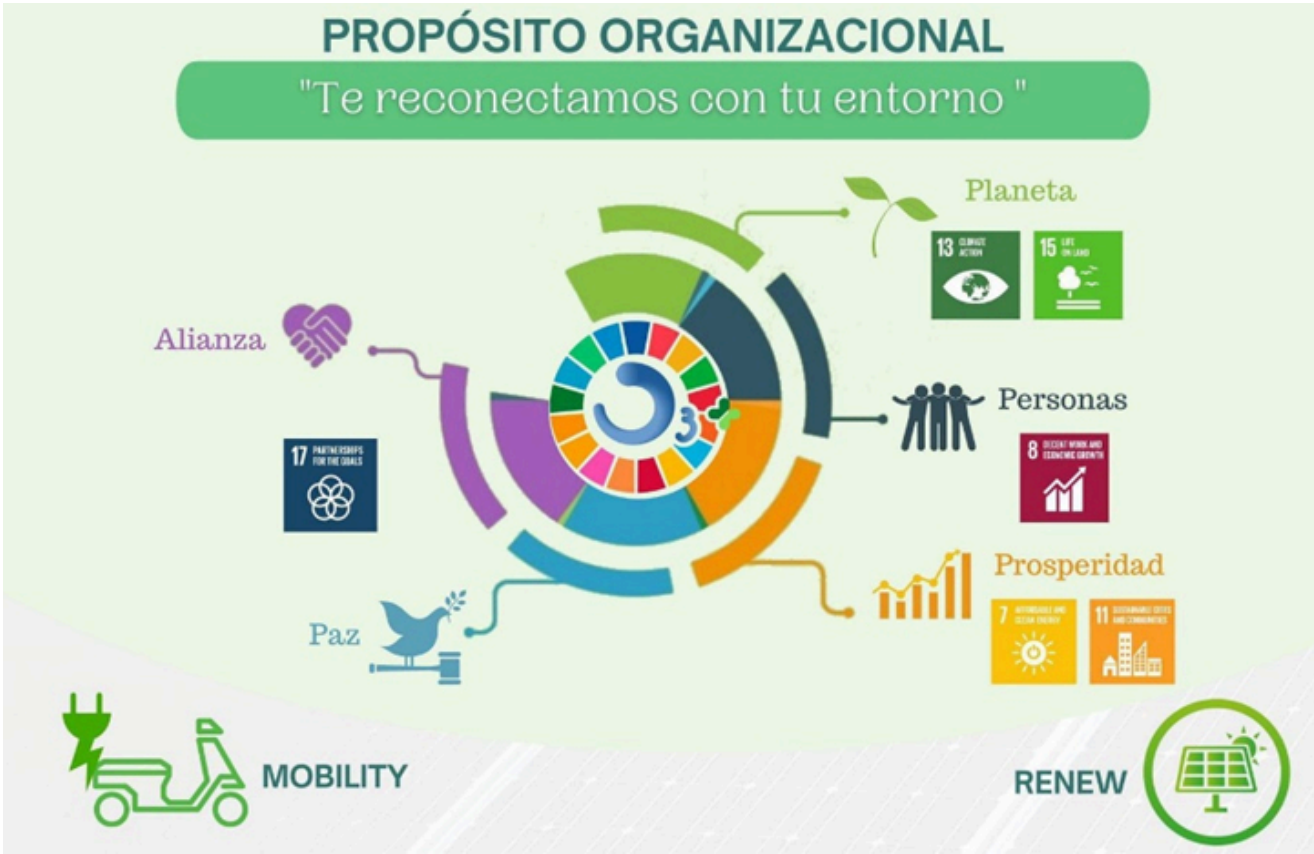 PROPÓSITO ORGANIZACIONAL
"Te reconectamos con tu entorno "
Planeta
13 CLIMATE
ACTION
15 LIFE
ON LAND
Alianza
17 PARTNERSHIPS
FOR THE GOALS
Personas
8 DECENT WORK AND
ECONOMIC GROWTH
3
Prosperidad
7 AFFORDABLE AND
CLEAN ENERGY
11 SUSTAINABLE CITIES
AND COMMUNITIES
Paz
MOBILITY
RENEW